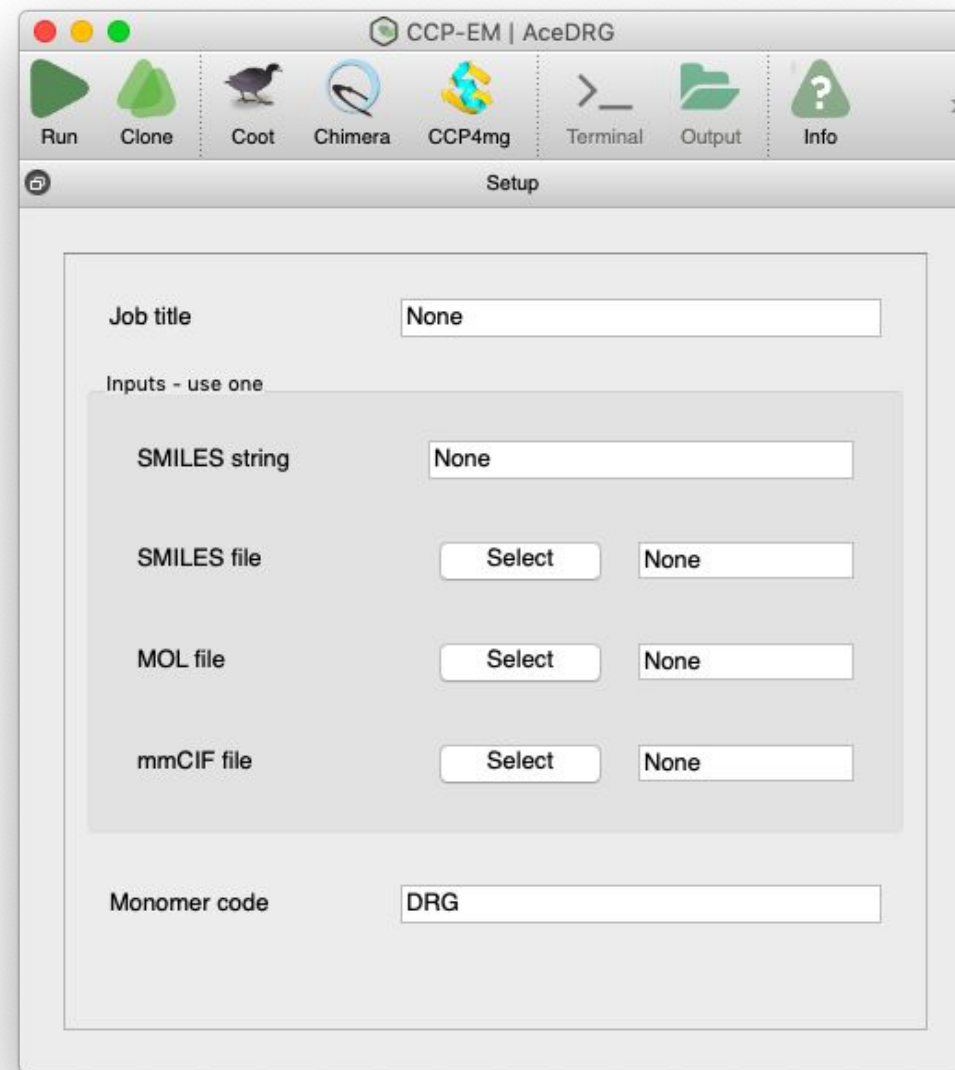 CCP-EM | AceDRG
Run Clone Coot Chimera CCP4mg Terminal Output Info
Setup
Job title None
Inputs - use one
SMILES string None
SMILES file Select None
MOL file Select None
mmCIF file Select None
Monomer code DRG